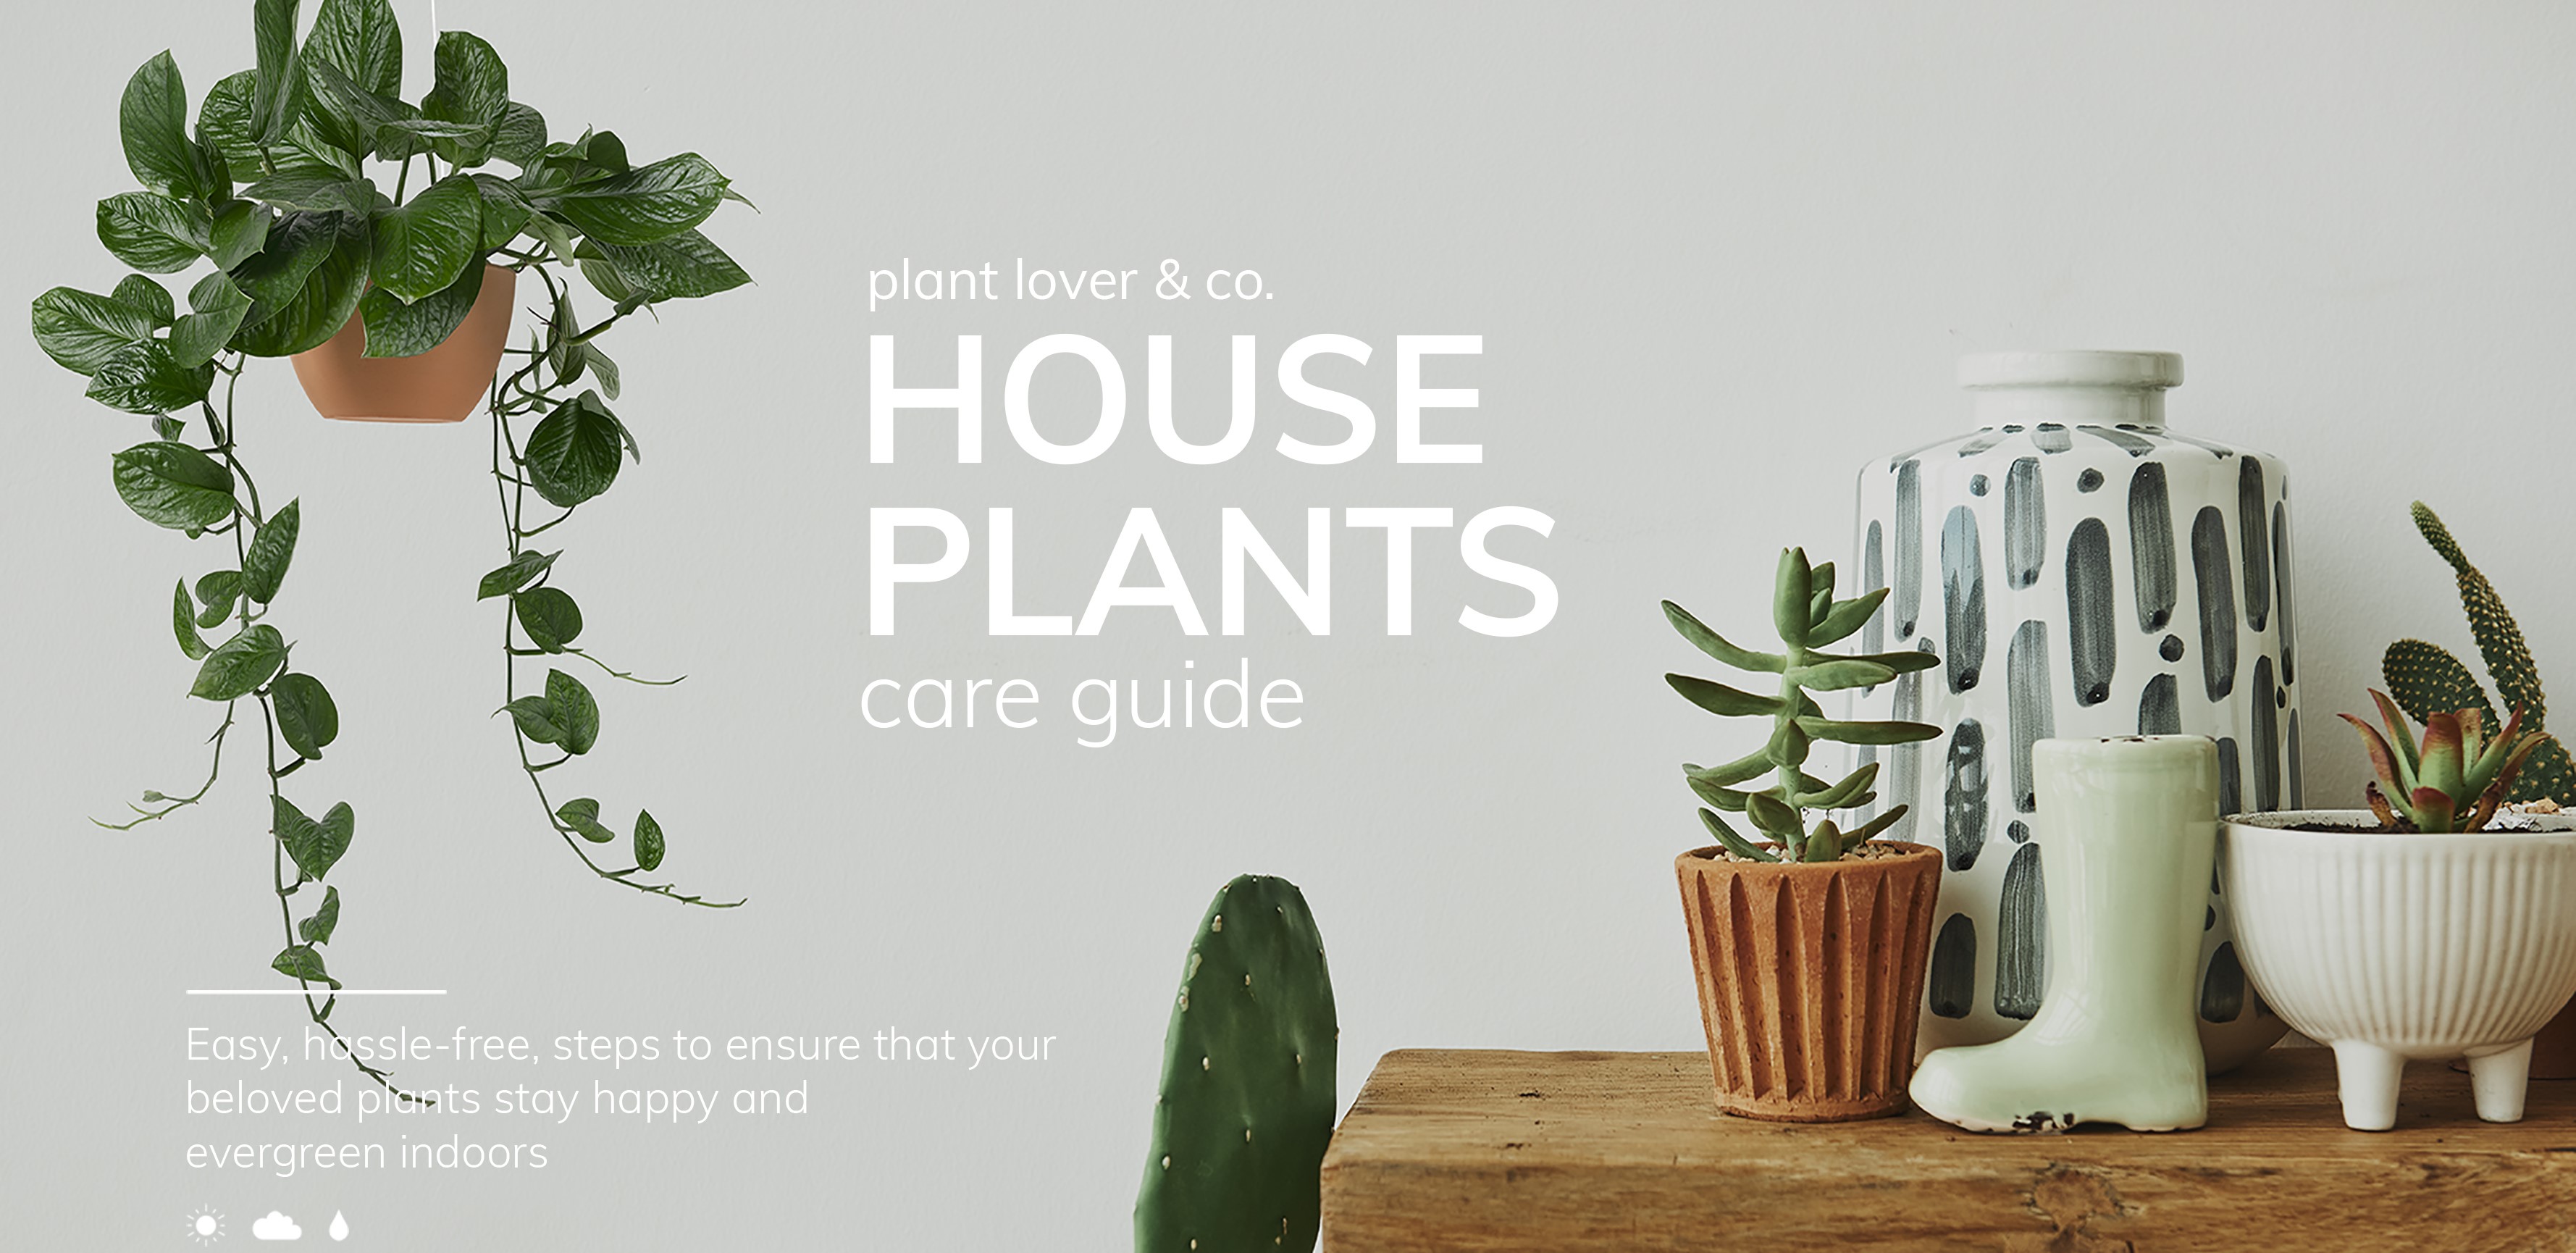 plant lover & co.
HOUSE
PLANTS
care guide
Easy, hassle-free, steps to ensure that your
beloved plants stay happy and
evergreen indoors